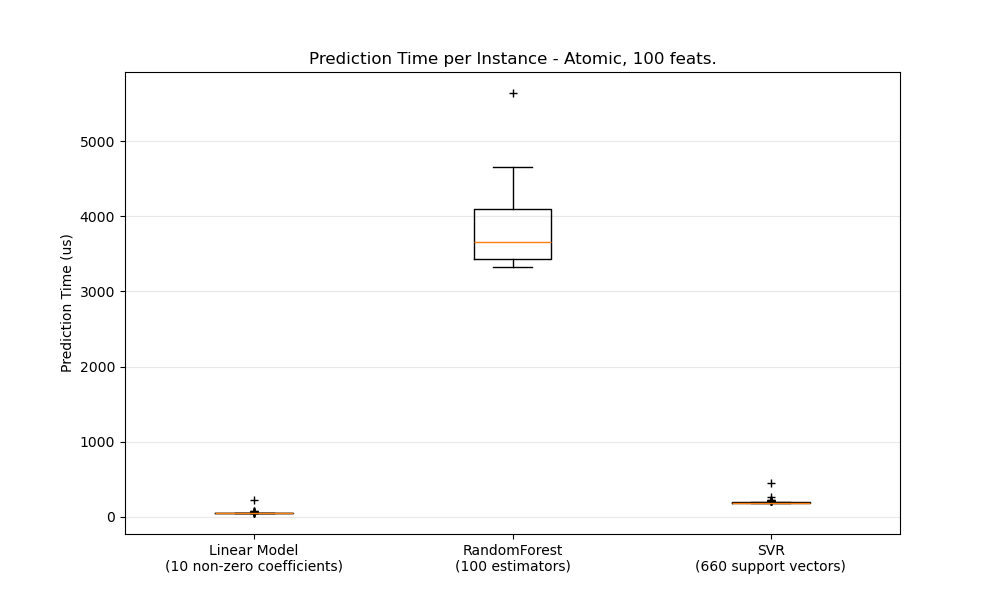 Prediction Time per Instance - Atomic, 100 feats.
Prediction Time (us)
5000
4000
3000
2000
1000
0
Linear Model
(10 non-zero coefficients)
RandomForest
(100 estimators)
SVR
(660 support vectors)